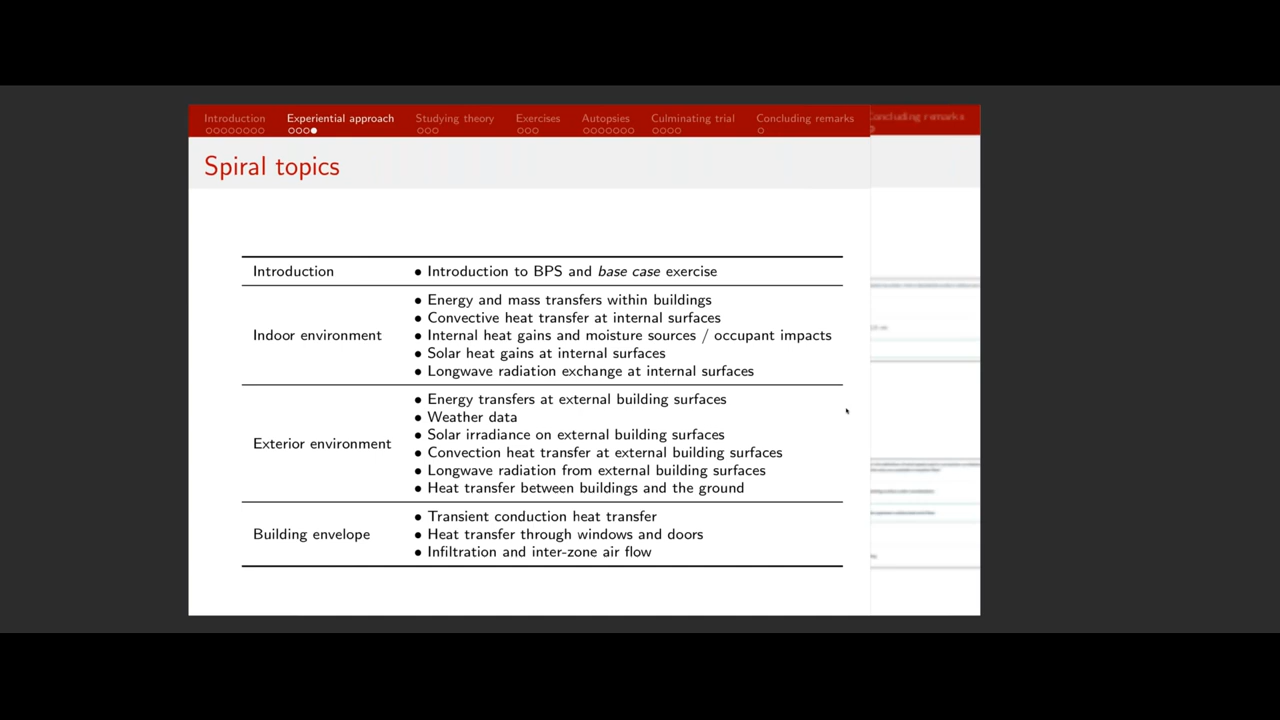 Introduction Experiential approach Studying theory Exercises Autopsies Culminating trial Concluding remarks
Concluding remarks
Spiral topics
Introduction
• Introduction to BPS and base case exercise
Indoor environment
• Energy and mass transfers within buildings
• Convective heat transfer at internal surfaces
• Internal heat gains and moisture sources / occupant impacts
• Solar heat gains at internal surfaces
• Longwave radiation exchange at internal surfaces
Exterior environment
• Energy transfers at external building surfaces
• Weather data
• Solar irradiance on external building surfaces
• Convection heat transfer at external building surfaces
• Longwave radiation from external building surfaces
• Heat transfer between buildings and the ground
Building envelope
• Transient conduction heat transfer
• Heat transfer through windows and doors
• Infiltration and inter-zone air flow